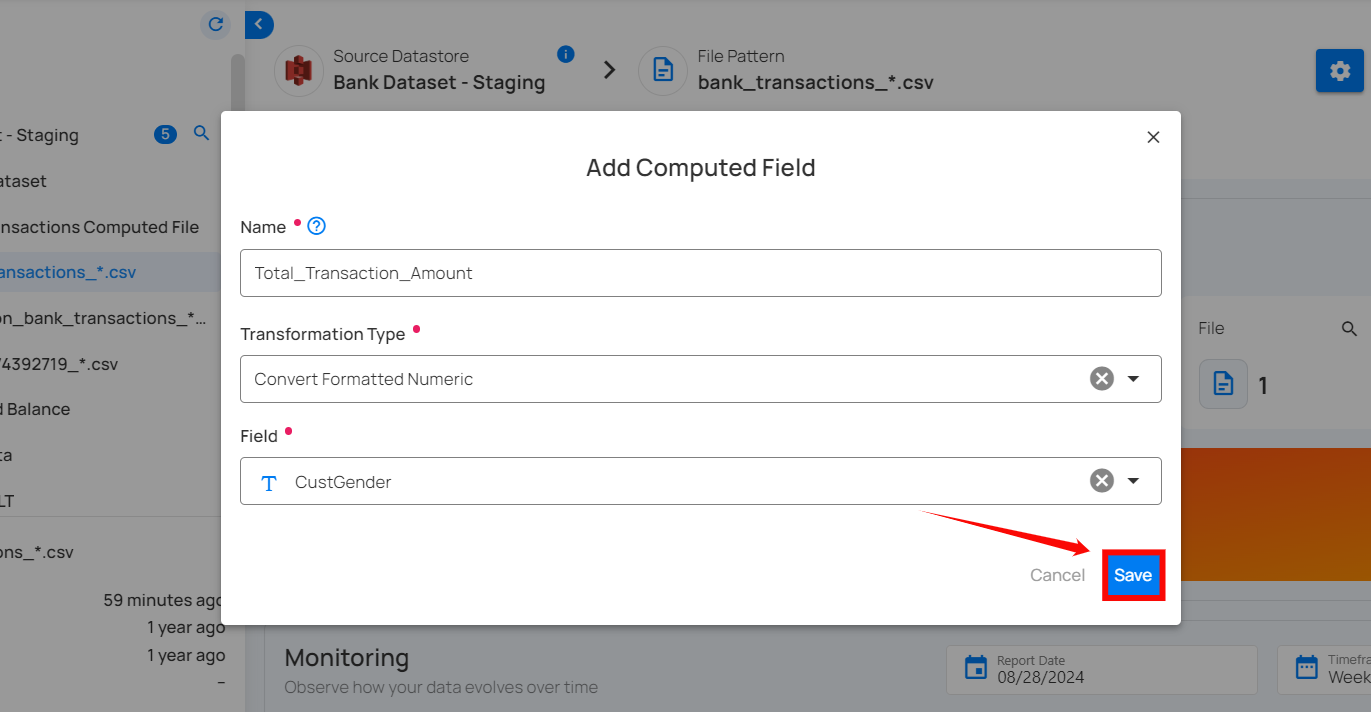 Source Datastore
Bank Dataset - Staging
File Pattern
bank_transactions_*.csv
- Staging
5
ataset
nsactions Computed File
ansactions_*.csv
on_bank_transactions_*...
74392719_*.csv
d Balance
ta
LT
ons_*.csv
59 minutes ago
1 year ago
1 year ago
–
Add Computed Field
Name
Total_Transaction_Amount
Transformation Type
Convert Formatted Numeric
Field
T CustGender
Cancel
Save
File
1
Monitoring
Observe how your data evolves over time
Report Date
08/28/2024
Timefra
Week